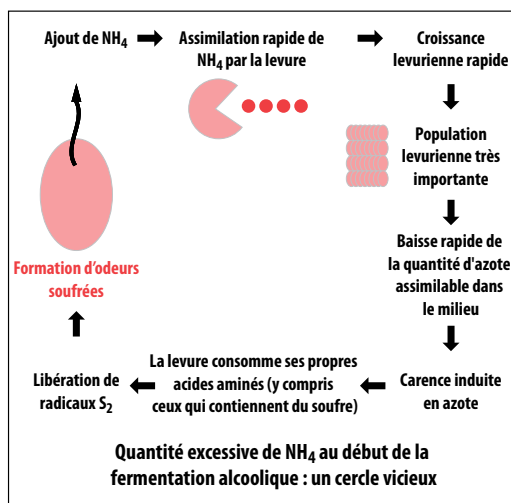 Ajout de NH4
Assimilation rapide de
NH4 par la levure
Croissance
levurienne rapide
Population
levurienne très
importante
Baisse rapide de
la quantité d'azote
assimilable dans
le milieu
Carence induite
en azote
La levure consomme ses propres
acides aminés (y compris
ceux qui contiennent du soufre)
Libération de
radicaux S2
Formation d'odeurs
soufrées
Quantité excessive de NH4 au début de la
fermentation alcoolique : un cercle vicieux